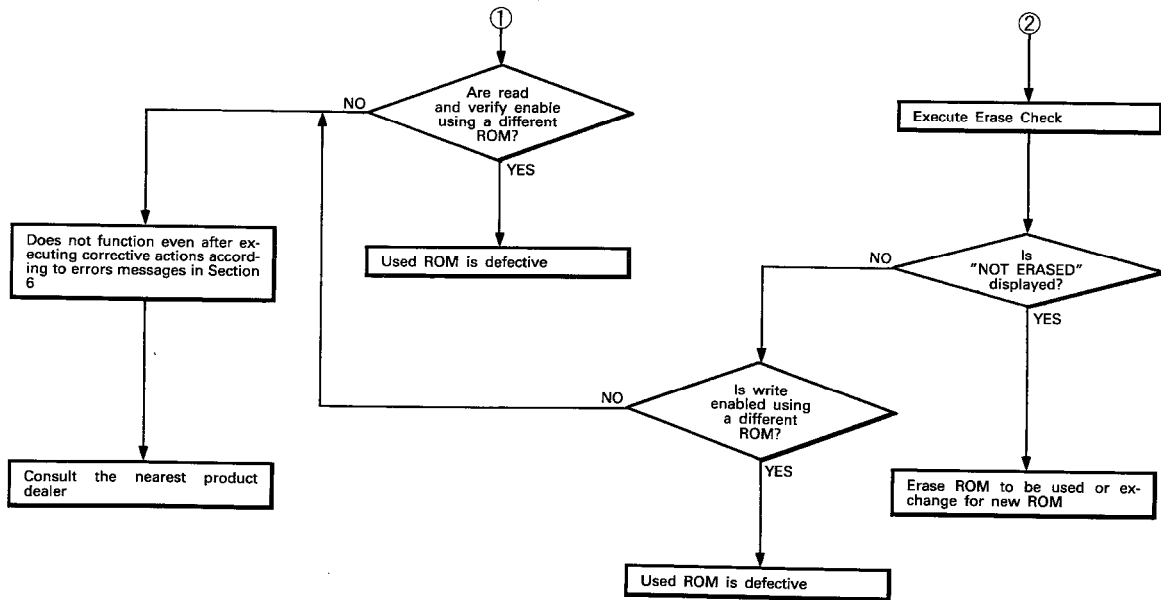 ①
Are read
and verify enable
using a different
ROM?
NO
YES
Used ROM is defective
Does not function even after ex-
ecuting corrective actions accord-
ing to errors messages in Section
6
Consult the nearest product
dealer
②
Execute Erase Check
Is
"NOT ERASED"
displayed?
NO
YES
Is write
enabled using
a different
ROM?
NO
YES
Erase ROM to be used or ex-
change for new ROM
Used ROM is defective